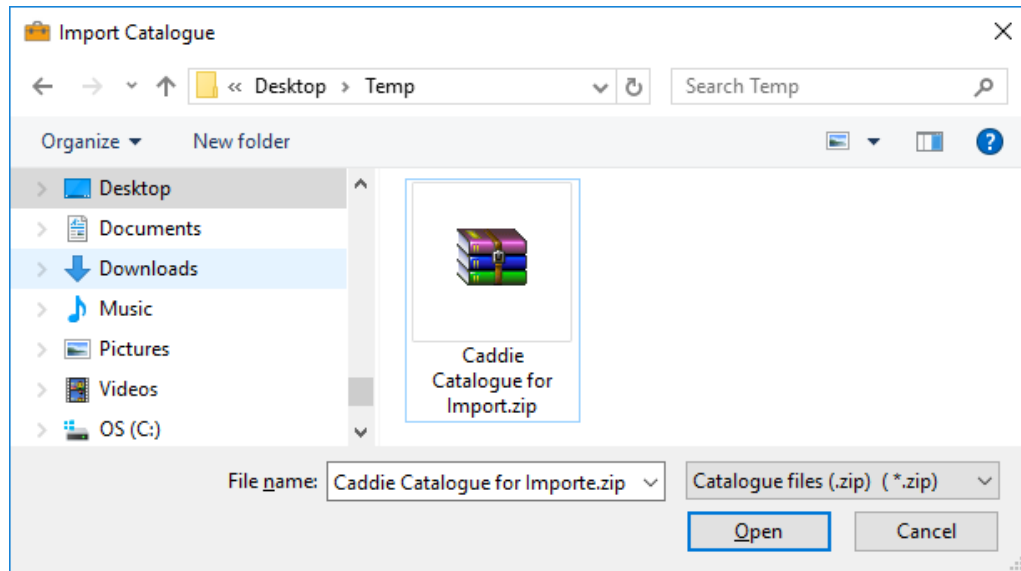 Import Catalogue
« Desktop > Temp
Search Temp
Organize New folder
Desktop
Documents
Downloads
Music
Pictures
Videos
OS (C:)
Caddie
Catalogue for
Import.zip
File name: Caddie Catalogue for Importe.zip Catalogue files (.zip) ( *.zip)
Open Cancel